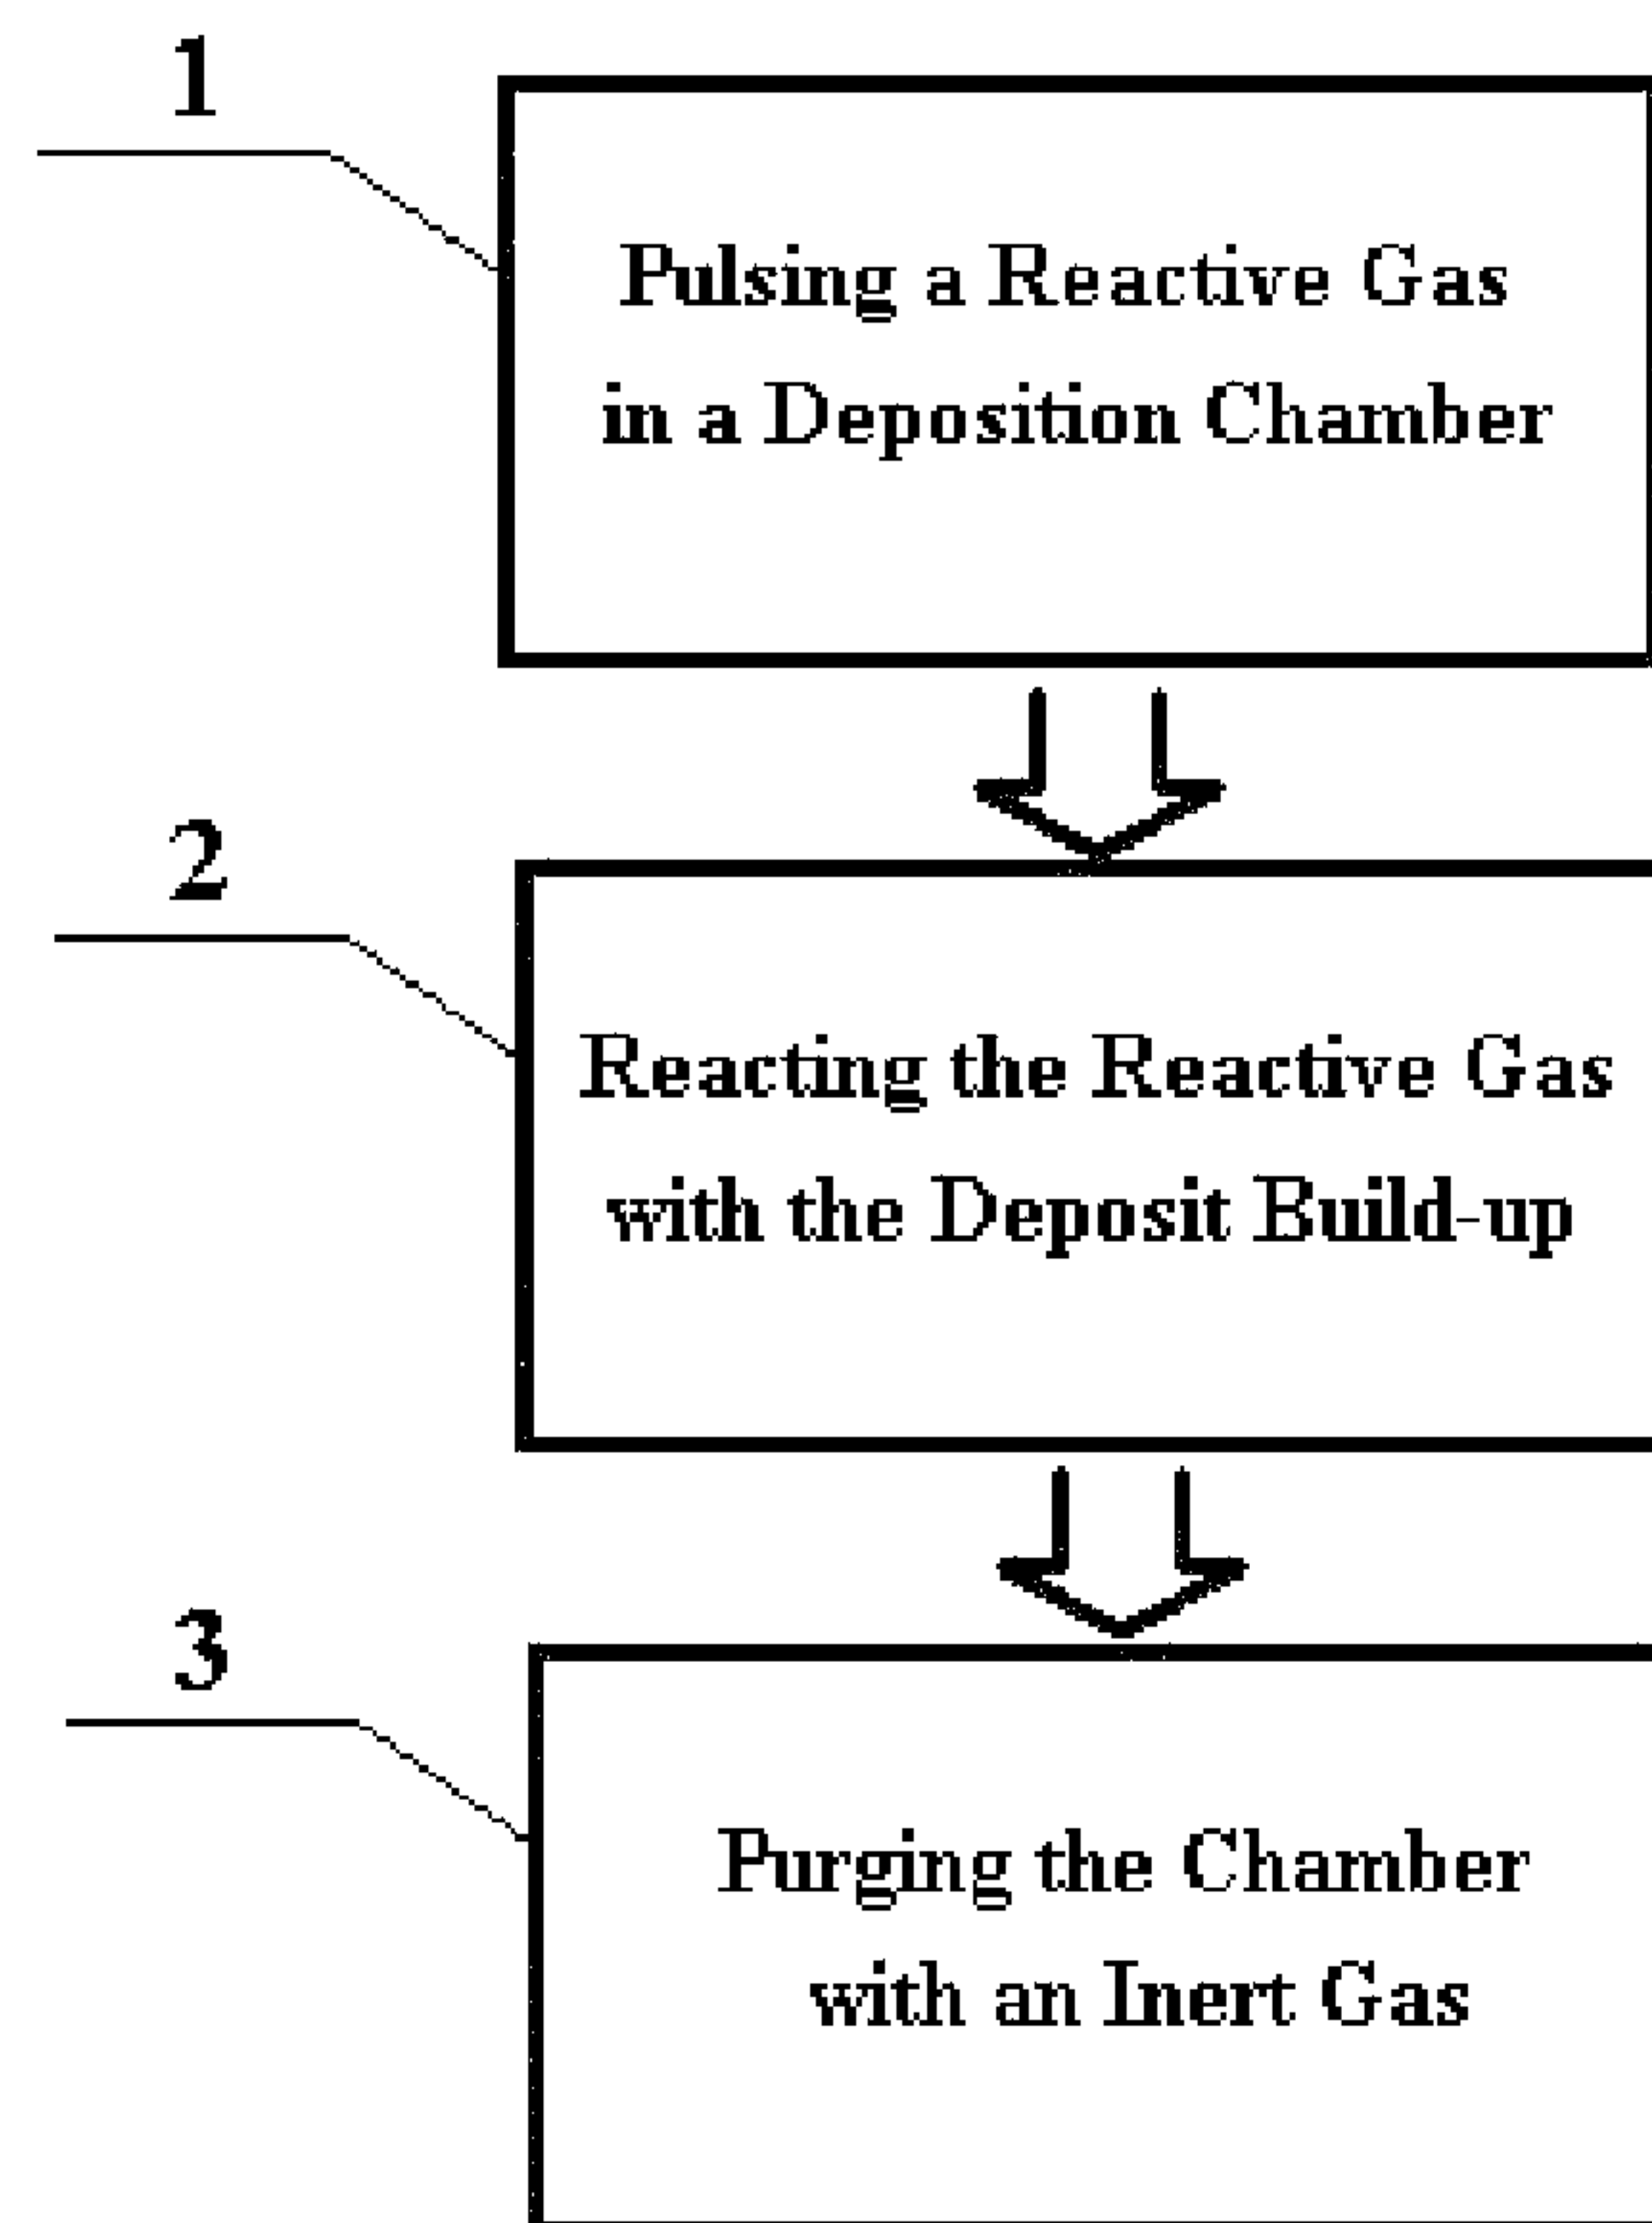 1
Pulsing a Reactive Gas
in a Deposition Chamber
2
Reacting the Reactive Gas
with the Deposit Build-up
3
Purging the Chamber
with an Inert Gas